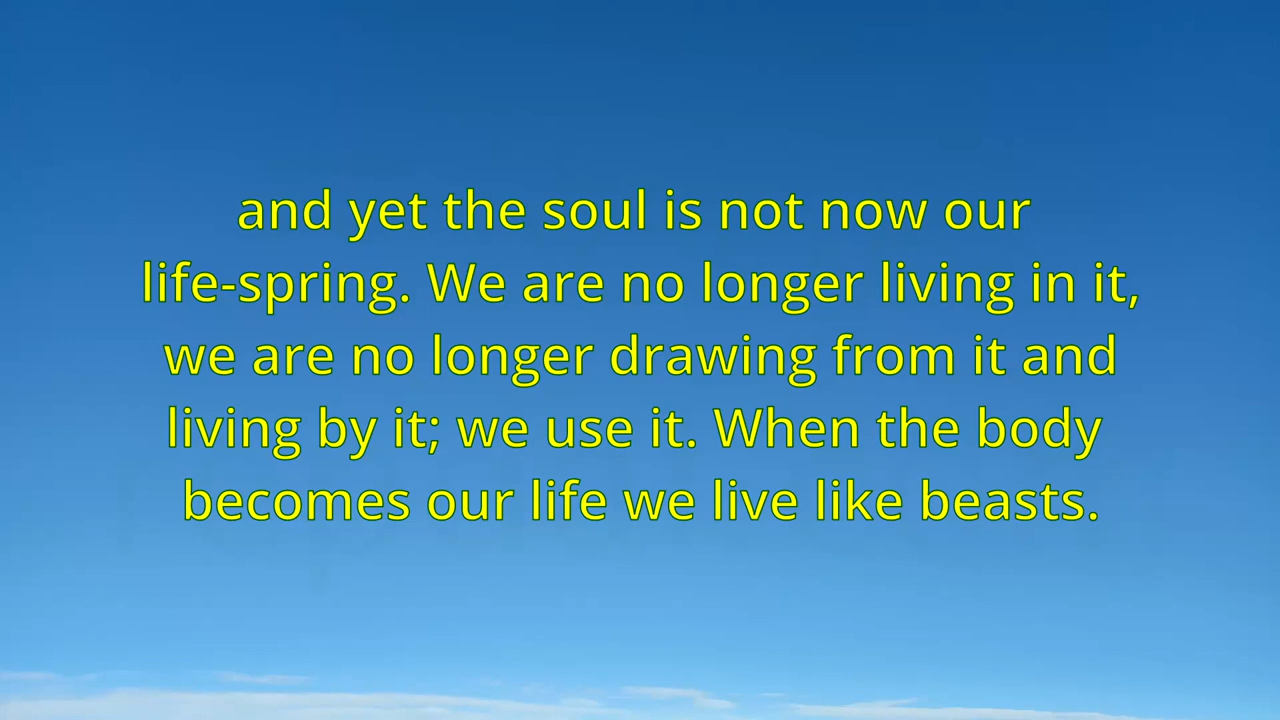 and yet the soul is not now our
life-spring. We are no longer living in it,
we are no longer drawing from it and
living by it; we use it. When the body
becomes our life we live like beasts.